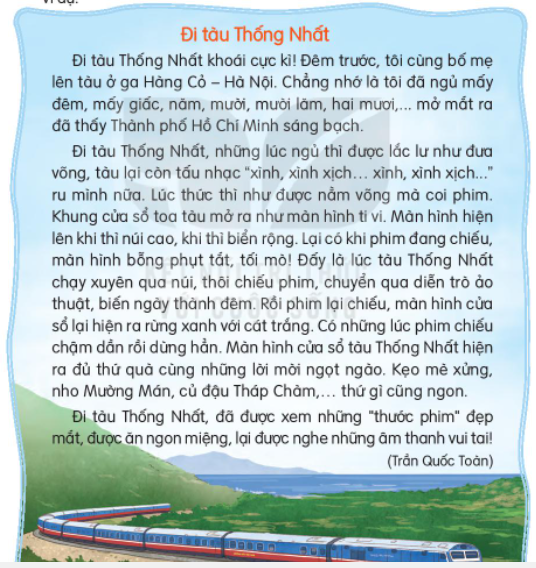 Đi tàu Thống Nhất
Đi tàu Thống Nhất khoái cực kì! Đêm trước, tôi cùng bố mẹ
lên tàu ở ga Hàng Cỏ – Hà Nội. Chẳng nhớ là tôi đã ngủ mấy
đêm, mấy giấc, năm, mười, mười lăm, hai mươi,... mở mắt ra
đã thấy Thành phố Hồ Chí Minh sáng bạch.
Đi tàu Thống Nhất, những lúc ngủ thì được lắc lư như đưa
võng, tàu lại còn tấu nhạc "xình, xình xịch... xình, xình xịch..."
ru mình nữa. Lúc thức thì như được nằm võng mà coi phim.
Khung cửa sổ toa tàu mở ra như màn hình ti vi. Màn hình hiện
lên khi thì núi cao, khi thì biển rộng. Lại có khi phim đang chiếu,
màn hình bỗng phụt tắt, tối mò! Đấy là lúc tàu Thống Nhất
chạy xuyên qua núi, thôi chiếu phim, chuyển qua diễn trò ảo
thuật, biến ngày thành đêm. Rồi phim lại chiếu, màn hình cửa
sổ lại hiện ra rừng xanh với cát trắng. Có những lúc phim chiếu
chậm dần rồi dừng hẳn. Màn hình cửa sổ tàu Thống Nhất hiện
ra đủ thứ quà cùng những lời mời ngọt ngào. Kẹo mè xửng,
nho Mường Mán, củ đậu Tháp Chàm,... thứ gì cũng ngon.
Đi tàu Thống Nhất, đã được xem những "thước phim" đẹp
mắt, được ăn ngon miệng, lại được nghe những âm thanh vui tai!
(Trần Quốc Toàn)
KẾT NỐI TRI THỨC
VỚI CUỘC SỐNG